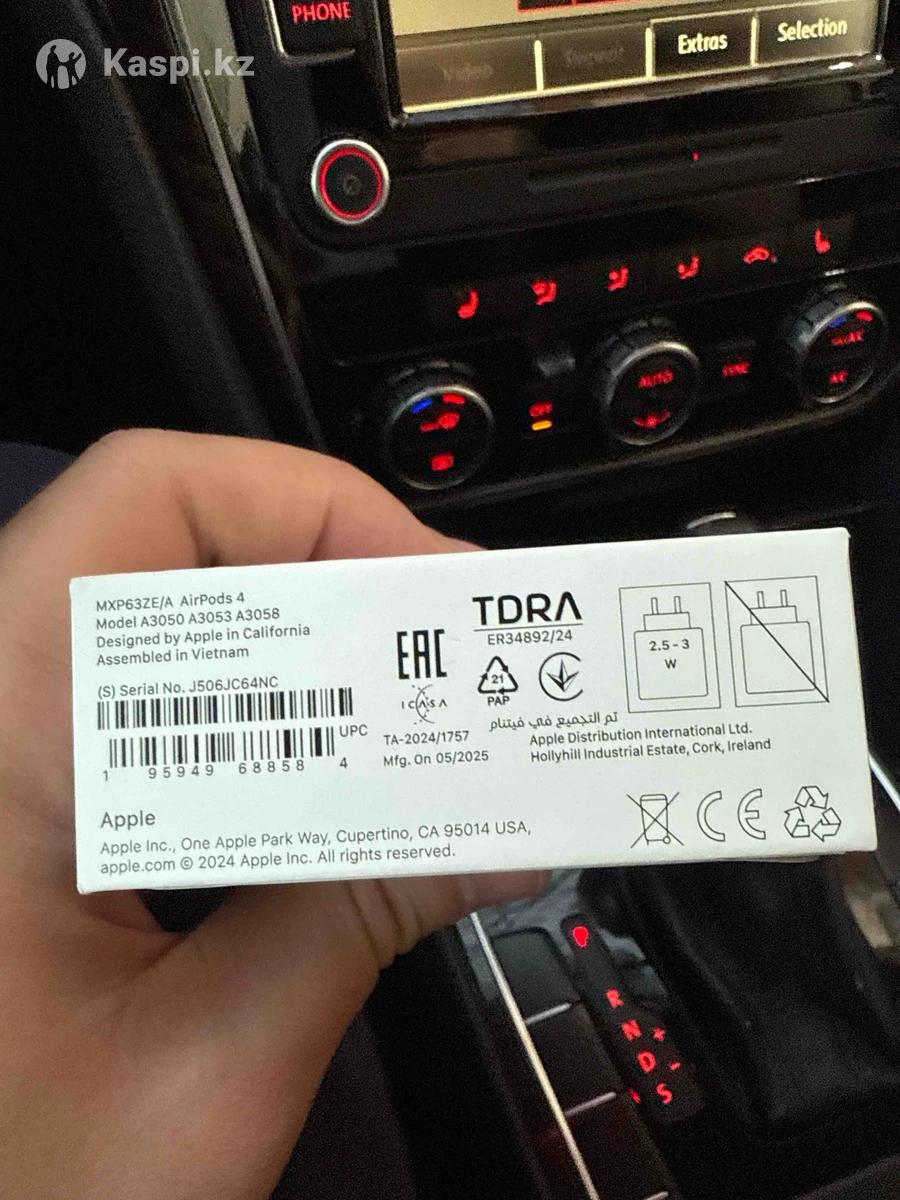 PHONE
Kaspi.kz
Extras
Selection
AUTO
SYNC
OFF
MXP63ZE/A AirPods 4
Model A3050 A3053 A3058
Designed by Apple in California
Assembled in Vietnam
(S) Serial No. J506JC64NC
UPC
1 95949 68858 4
EAC
ICASA
TA-2024/1757
Mfg. On 05/2025
TDRA
ER34892/24
21
PAP
2.5 - 3
W
تم التجميع في فيتنام
Apple Distribution International Ltd.
Hollyhill Industrial Estate, Cork, Ireland
Apple
Apple Inc., One Apple Park Way, Cupertino, CA 95014 USA,
apple.com © 2024 Apple Inc. All rights reserved.
CE
R
N +
D -
S